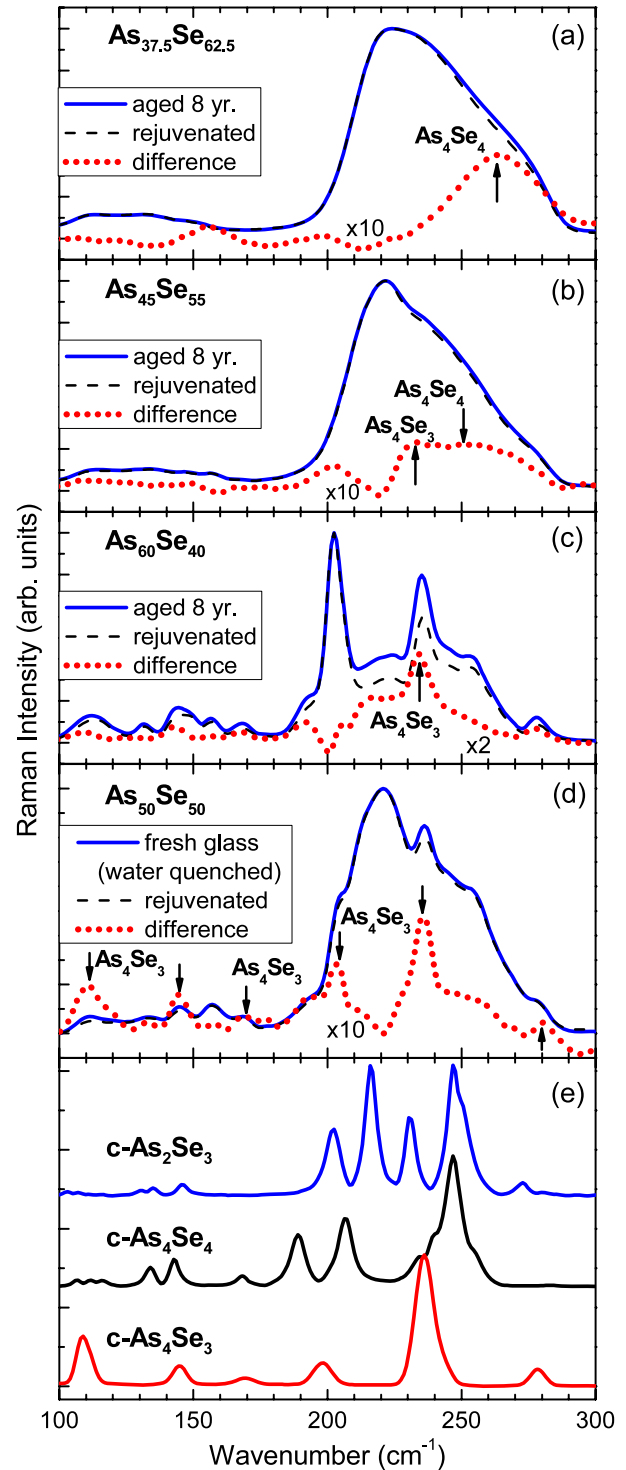 Raman Intensity (arb. units)
As₃₇.₅Se₆₂.₅
(a)
aged 8 yr.
rejuvenated
difference
As₄Se₄
x10
As₄₅Se₅₅
(b)
aged 8 yr.
rejuvenated
difference
As₄Se₄
As₄Se₃
x10
As₆₀Se₄₀
(c)
aged 8 yr.
rejuvenated
difference
As₄Se₃
x2
As₅₀Se₅₀
(d)
fresh glass
(water quenched)
rejuvenated
difference
As₄Se₃
As₄Se₃
As₄Se₃
x10
(e)
c-As₂Se₃
c-As₄Se₄
c-As₄Se₃
100 150 200 250 300
Wavenumber (cm⁻¹)